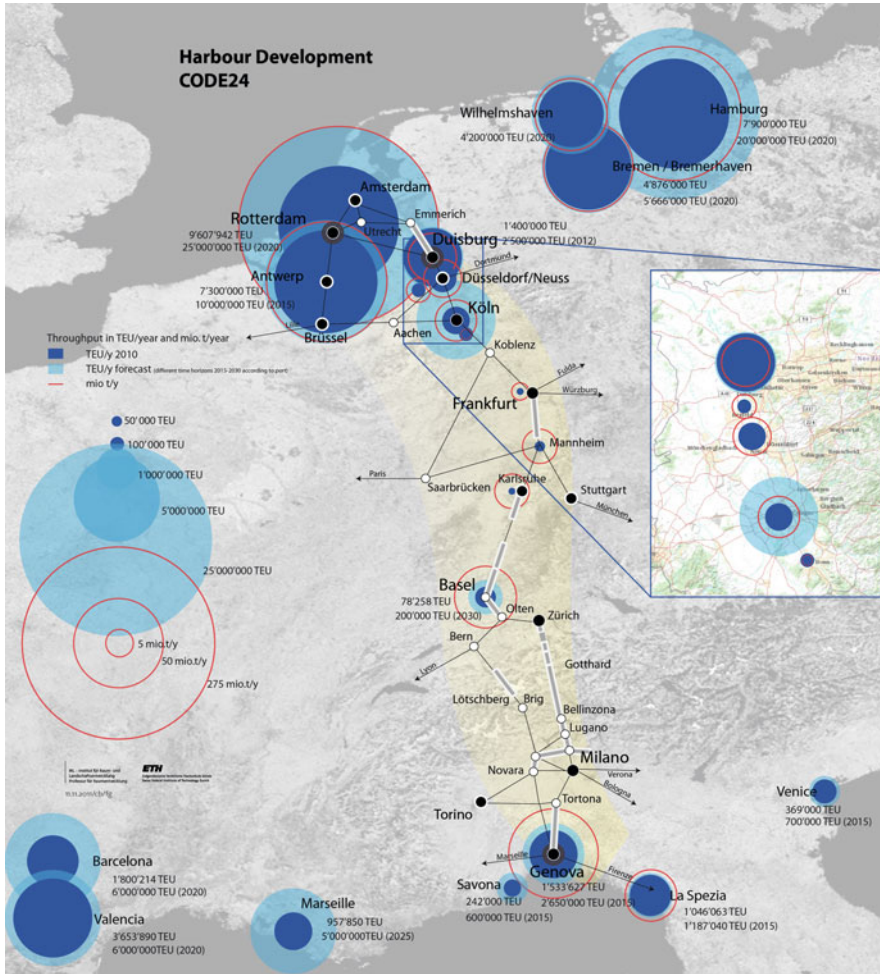 Harbour Development
CODE24
Wilhelmshaven
4'200'000 TEU (2020)
Hamburg
7'900'000 TEU
20'000'000 TEU (2020)
Bremen / Bremerhaven
4'876'000 TEU
5'666'000 TEU (2020)
Amsterdam
Emmerich
Rotterdam
Utrecht
9'607'942 TEU
25'000'000 TEU (2020)
Duisburg
1'400'000 TEU
2'500'000 TEU (2012)
Dortmund
Antwerp
7'300'000 TEU
10'000'000 TEU (2015)
Düsseldorf/Neuss
Köln
Lille
Brüssel
Aachen
Koblenz
Throughput in TEU/year and mio. t/year
TEU/y 2010
TEU/y forecast (different time horizons 2015-2030 according to port)
mio t/y
50'000 TEU
100'000 TEU
1'000'000 TEU
5'000'000 TEU
25'000'000 TEU
5 mio.t/y
50 mio.t/y
275 mio.t/y
Fulda
Frankfurt
Würzburg
Mannheim
Paris
Saarbrücken
Karlsruhe
Stuttgart
München
Basel
78'258 TEU
200'000 TEU (2030)
Olten
Zürich
Bern
Lyon
Gotthard
Lötschberg
Brig
Bellinzona
Lugano
Milano
Novara
Verona
Bologna
Torino
Tortona
Marseille
Genova
Firenze
1'533'627 TEU
2'650'000 TEU (2015)
Savona
242'000 TEU
600'000 TEU (2015)
La Spezia
1'046'063 TEU
1'187'040 TEU (2015)
Venice
369'000 TEU
700'000 TEU (2015)
ETH
Barcelona
1'800'214 TEU
6'000'000 TEU (2020)
Valencia
3'653'890 TEU
6'000'000TEU (2020)
Marseille
957'850 TEU
5'000'000TEU (2025)